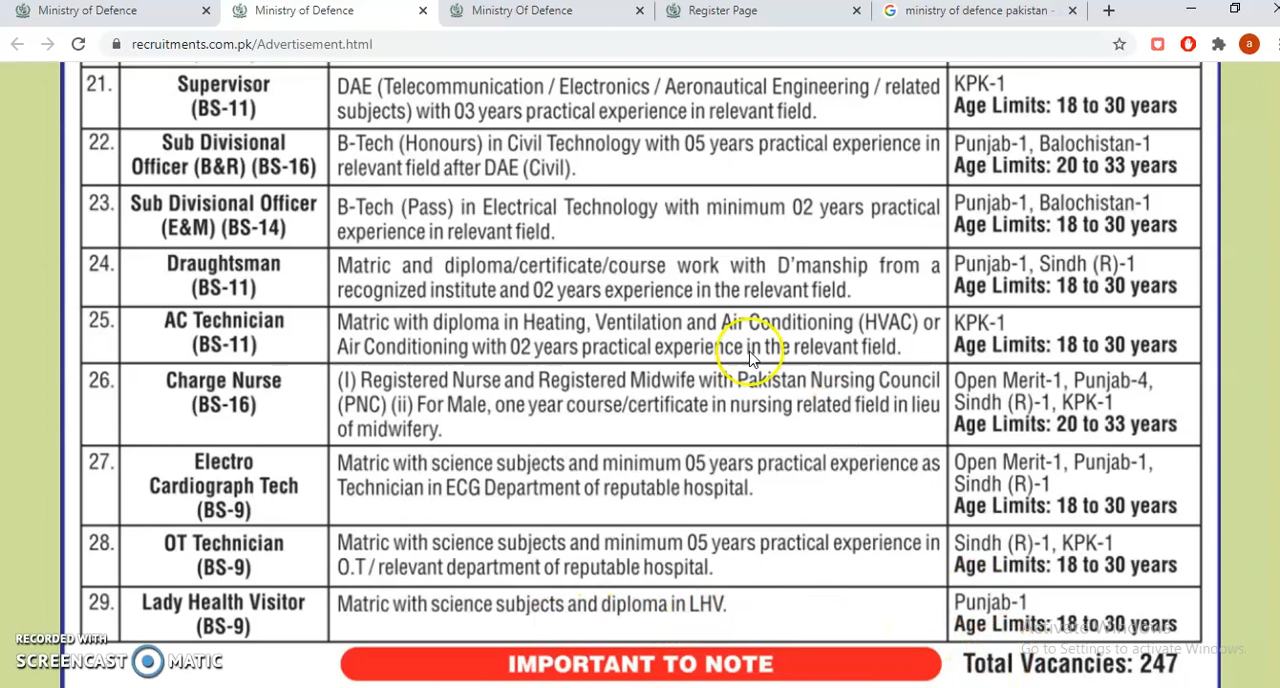 Ministry of Defence
Ministry of Defence
Ministry Of Defence
Register Page
ministry of defence pakistan -
recruitments.com.pk/Advertisement.html
a
21. Supervisor (BS-11)
DAE (Telecommunication / Electronics / Aeronautical Engineering / related
subjects) with 03 years practical experience in relevant field.
KPK-1
Age Limits: 18 to 30 years
22. Sub Divisional Officer (B&R) (BS-16)
B-Tech (Honours) in Civil Technology with 05 years practical experience in
relevant field after DAE (Civil).
Punjab-1, Balochistan-1
Age Limits: 20 to 33 years
23. Sub Divisional Officer (E&M) (BS-14)
B-Tech (Pass) in Electrical Technology with minimum 02 years practical
experience in relevant field.
Punjab-1, Balochistan-1
Age Limits: 18 to 30 years
24. Draughtsman (BS-11)
Matric and diploma/certificate/course work with D'manship from a
recognized institute and 02 years experience in the relevant field.
Punjab-1, Sindh (R)-1
Age Limits: 18 to 30 years
25. AC Technician (BS-11)
Matric with diploma in Heating, Ventilation and Air Conditioning (HVAC) or
Air Conditioning with 02 years practical experience in the relevant field.
KPK-1
Age Limits: 18 to 30 years
26. Charge Nurse (BS-16)
(I) Registered Nurse and Registered Midwife with Pakistan Nursing Council
(PNC) (ii) For Male, one year course/certificate in nursing related field in lieu
of midwifery.
Open Merit-1, Punjab-4,
Sindh (R)-1, KPK-1
Age Limits: 20 to 33 years
27. Electro Cardiograph Tech (BS-9)
Matric with science subjects and minimum 05 years practical experience as
Technician in ECG Department of reputable hospital.
Open Merit-1, Punjab-1,
Sindh (R)-1
Age Limits: 18 to 30 years
28. OT Technician (BS-9)
Matric with science subjects and minimum 05 years practical experience in
O.T / relevant department of reputable hospital.
Sindh (R)-1, KPK-1
Age Limits: 18 to 30 years
29. Lady Health Visitor (BS-9)
Matric with science subjects and diploma in LHV.
Punjab-1
Age Limits: 18 to 30 years
Activate Windows
Go to Settings to activate Windows.
RECORDED WITH
SCREENCAST MATIC
IMPORTANT TO NOTE
Total Vacancies: 247